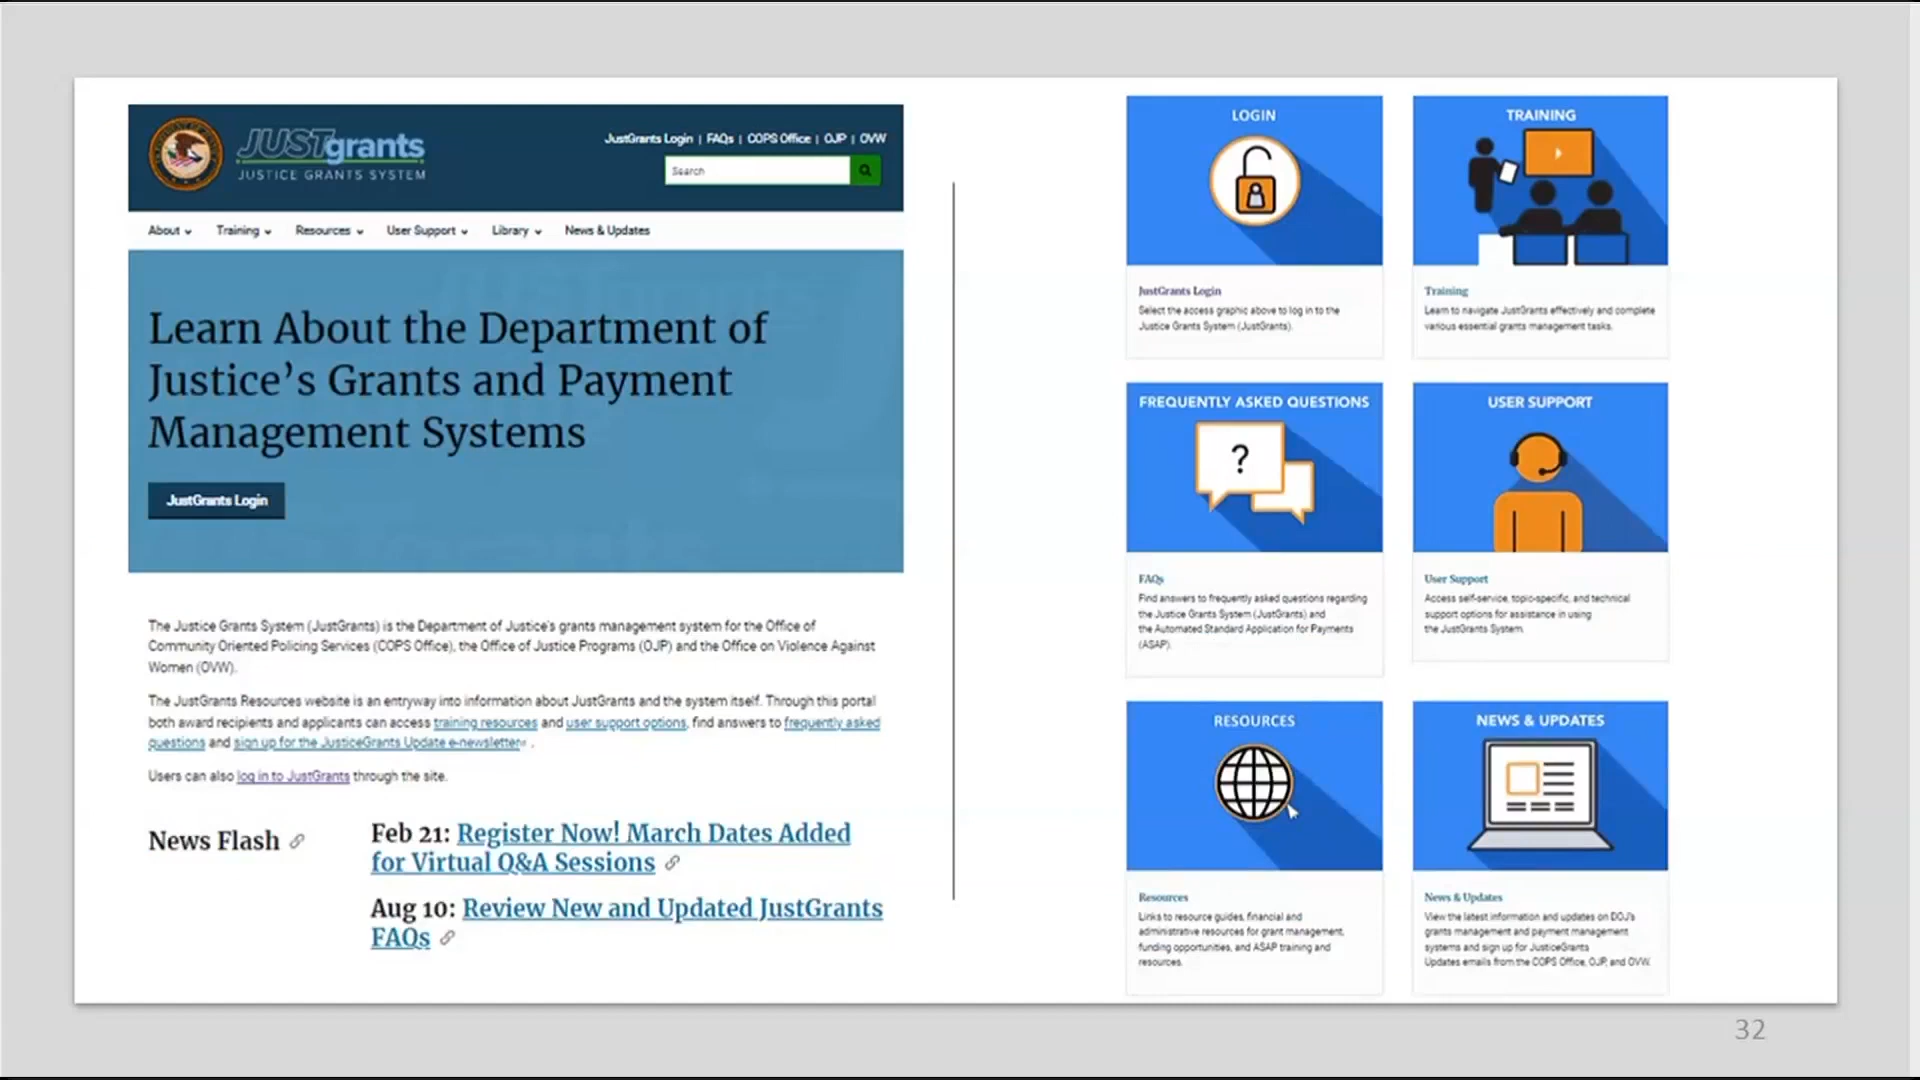 JUSTgrants
JUSTICE GRANTS SYSTEM
JustGrants Login | FAQs | COPS Office | OJP | OVW
Search
About Training Resources User Support Library News & Updates
Learn About the Department of
Justice’s Grants and Payment
Management Systems
JustGrants Login
The Justice Grants System (JustGrants) is the Department of Justice's grants management system for the Office of
Community Oriented Policing Services (COPS Office), the Office of Justice Programs (OJP) and the Office on Violence Against
Women (OVW).
The JustGrants Resources website is an entryway into information about JustGrants and the system itself. Through this portal
both award recipients and applicants can access training resources and user support options, find answers to frequently asked
questions and sign up for the JusticeGrants Update e-newsletter .
Users can also log in to JustGrants through the site.
News Flash
Feb 21: Register Now! March Dates Added
for Virtual Q&A Sessions
Aug 10: Review New and Updated JustGrants
FAQs
LOGIN
JustGrants Login
Select the access graphic above to log in to the
Justice Grants System (JustGrants).
TRAINING
Training
Learn to navigate JustGrants effectively and complete
various essential grants management tasks.
FREQUENTLY ASKED QUESTIONS
?
FAQs
Find answers to frequently asked questions regarding
the Justice Grants System (JustGrants) and
the Automated Standard Application for Payments
(ASAP).
USER SUPPORT
User Support
Access self-service, topic-specific, and technical
support options for assistance in using
the JustGrants System.
RESOURCES
Resources
Links to resource guides, financial and
administrative resources for grant management,
funding opportunities, and ASAP training and
resources.
NEWS & UPDATES
News & Updates
View the latest information and updates on DOJ's
grants management and payment management
systems and sign up for JusticeGrants
Updates emails from the COPS Office, OJP, and OVW.
32